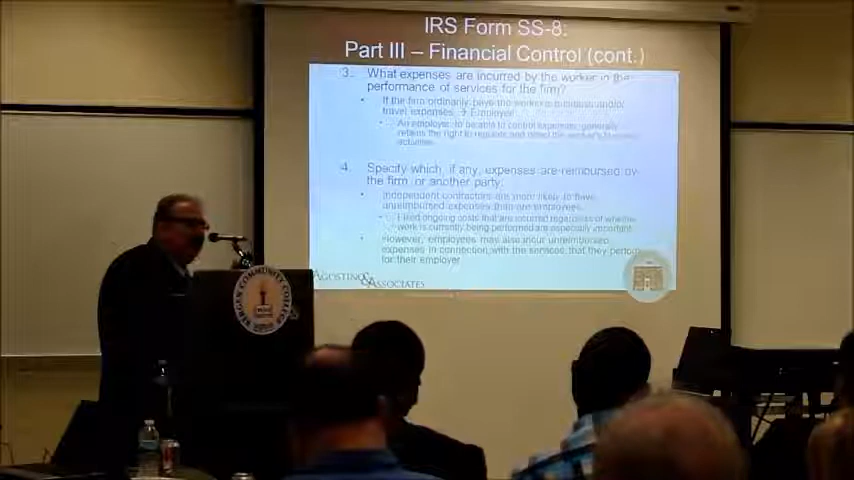 IRS Form SS-8:
Part III – Financial Control (cont.)
3. What expenses are incurred by the worker in the
performance of services for the firm?
• If the firm ordinarily pays the worker's business and/or
travel expenses → Employee
• An employer, to be able to control expenses, generally
retains the right to regulate and direct the worker's business
activities.
4. Specify which, if any, expenses are reimbursed by
the firm or another party:
• Independent contractors are more likely to have
unreimbursed expenses than are employees.
• Fixed ongoing costs that are incurred regardless of whether
work is currently being performed are especially important.
• However, employees may also incur unreimbursed
expenses in connection with the services that they perform
for their employer.
AGOSTINO & ASSOCIATES
BERGEN COMMUNITY COLLEGE